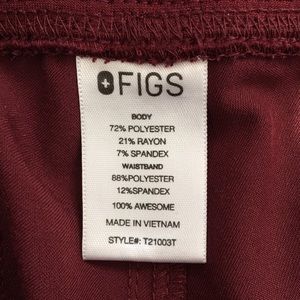 FIGS
BODY
72% POLYESTER
21% RAYON
7% SPANDEX
WAISTBAND
88%POLYESTER
12%SPANDEX
100% AWESOME
MADE IN VIETNAM
STYLE#: T21003T